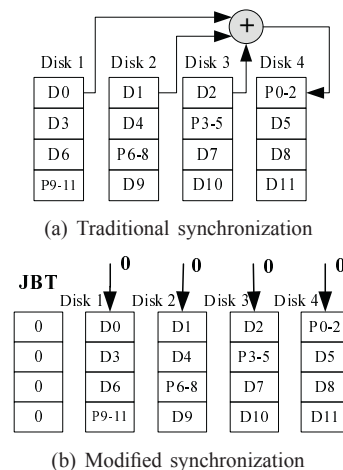 +
Disk 1 Disk 2 Disk 3 Disk 4
D0 D1 D2 P0-2
D3 D4 P3-5 D5
D6 P6-8 D7 D8
P9-11 D9 D10 D11
(a) Traditional synchronization
0 0 0 0
JBT
Disk 1 Disk 2 Disk 3 Disk 4
0 D0 D1 D2 P0-2
0 D3 D4 P3-5 D5
0 D6 P6-8 D7 D8
0 P9-11 D9 D10 D11
(b) Modified synchronization